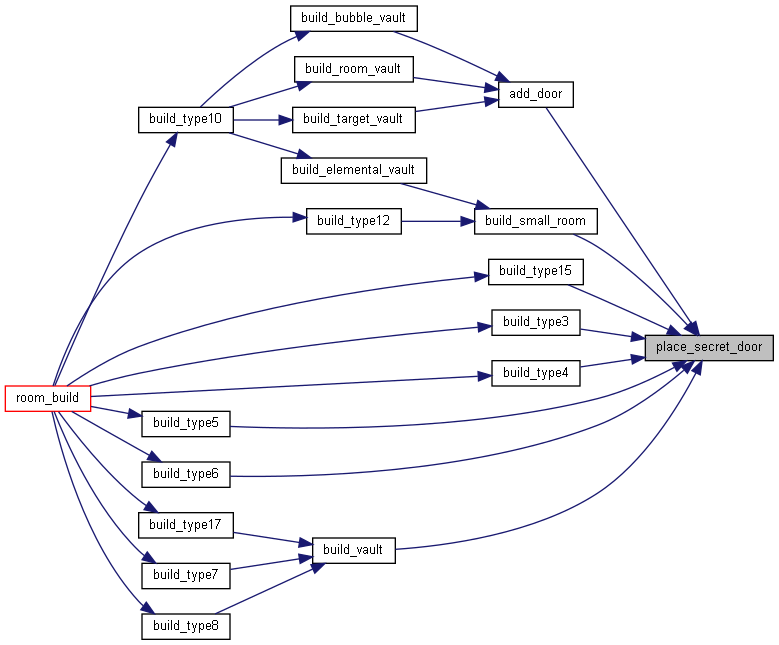 build_bubble_vault
build_room_vault
add_door
build_type10
build_target_vault
build_elemental_vault
build_type12
build_small_room
build_type15
build_type3
place_secret_door
build_type4
room_build
build_type5
build_type6
build_type17
build_vault
build_type7
build_type8